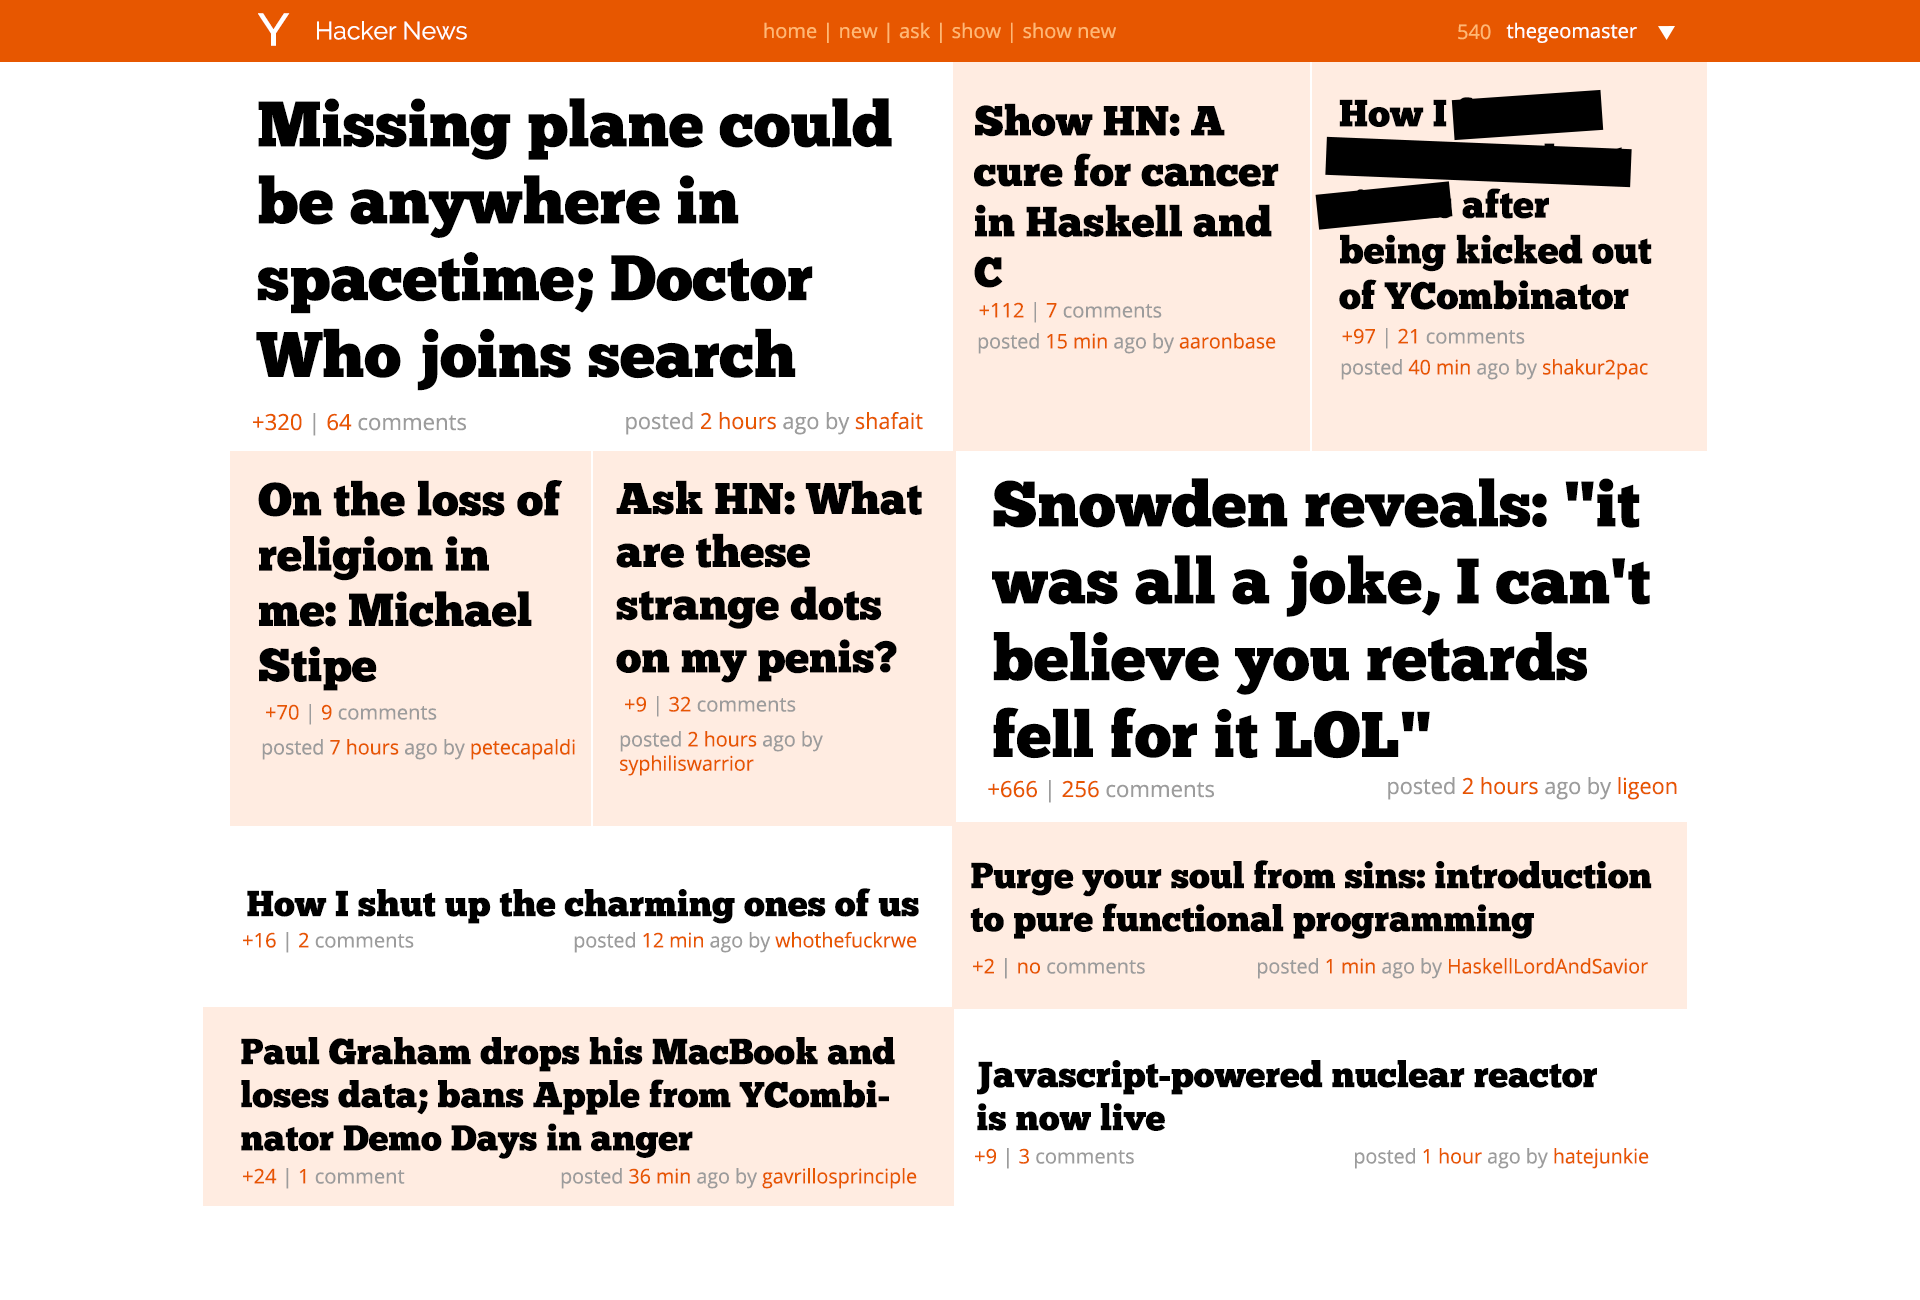 Y Hacker News
home | new | ask | show | show new
540 thegeomaster
Missing plane could
be anywhere in
spacetime; Doctor
Who joins search
+320 | 64 comments
posted 2 hours ago by shafait
Show HN: A
cure for cancer
in Haskell and
C
+112 | 7 comments
posted 15 min ago by aaronbase
How I
after
being kicked out
of YCombinator
+97 | 21 comments
posted 40 min ago by shakur2pac
On the loss of
religion in
me: Michael
Stipe
+70 | 9 comments
posted 7 hours ago by petecapaldi
Ask HN: What
are these
strange dots
on my penis?
+9 | 32 comments
posted 2 hours ago by
syphiliswarrior
Snowden reveals: "it
was all a joke, I can't
believe you retards
fell for it LOL"
+666 | 256 comments
posted 2 hours ago by ligeon
How I shut up the charming ones of us
+16 | 2 comments
posted 12 min ago by whothefuckrwe
Purge your soul from sins: introduction
to pure functional programming
+2 | no comments
posted 1 min ago by HaskellLordAndSavior
Paul Graham drops his MacBook and
loses data; bans Apple from YCombi-
nator Demo Days in anger
+24 | 1 comment
posted 36 min ago by gavrillosprinciple
Javascript-powered nuclear reactor
is now live
+9 | 3 comments
posted 1 hour ago by hatejunkie